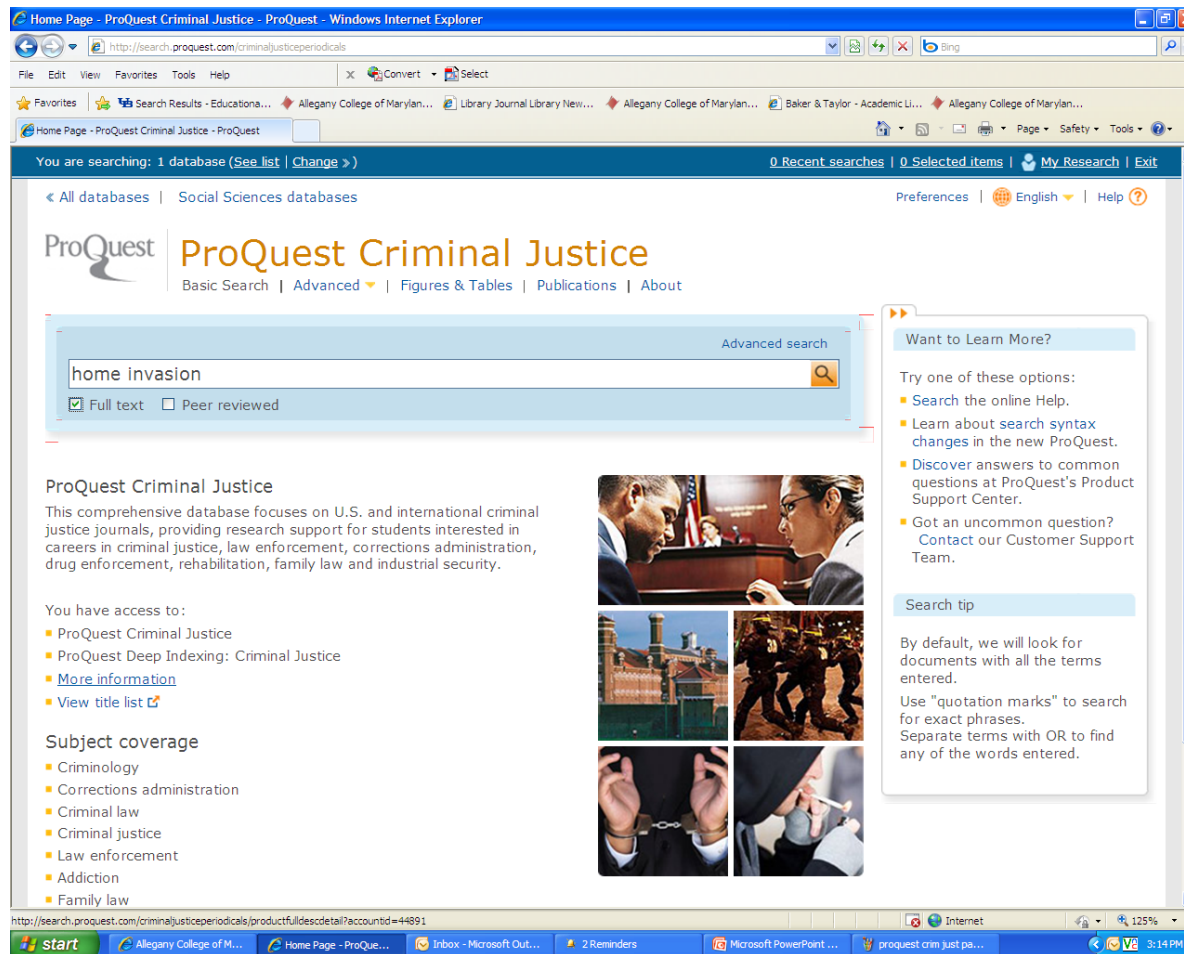 Home Page - ProQuest Criminal Justice - ProQuest - Windows Internet Explorer
http://search.proquest.com/criminaljusticeperiodicals
Bing
File Edit View Favorites Tools Help x Convert Select
Favorites Search Results - Educationa... Allegany College of Marylan... Library Journal Library New... Allegany College of Marylan... Baker & Taylor - Academic Li... Allegany College of Marylan...
Home Page - ProQuest Criminal Justice - ProQuest Page Safety Tools
You are searching: 1 database (See list | Change »)
0 Recent searches | 0 Selected items | My Research | Exit
« All databases | Social Sciences databases
Preferences | English | Help ?
ProQuest
ProQuest Criminal Justice
Basic Search | Advanced | Figures & Tables | Publications | About
Advanced search
home invasion
Full text Peer reviewed
ProQuest Criminal Justice
This comprehensive database focuses on U.S. and international criminal
justice journals, providing research support for students interested in
careers in criminal justice, law enforcement, corrections administration,
drug enforcement, rehabilitation, family law and industrial security.
You have access to:
ProQuest Criminal Justice
ProQuest Deep Indexing: Criminal Justice
More information
View title list
Subject coverage
Criminology
Corrections administration
Criminal law
Criminal justice
Law enforcement
Addiction
Family law
Want to Learn More?
Try one of these options:
Search the online Help.
Learn about search syntax
changes in the new ProQuest.
Discover answers to common
questions at ProQuest's Product
Support Center.
Got an uncommon question?
Contact our Customer Support
Team.
Search tip
By default, we will look for
documents with all the terms
entered.
Use "quotation marks" to search
for exact phrases.
Separate terms with OR to find
any of the words entered.
http://search.proquest.com/criminaljusticeperiodicals/productfulldescdetail?accountid=44891
Internet 125%
start Allegany College of M... Home Page - ProQue... Inbox - Microsoft Out... 2 Reminders Microsoft PowerPoint ... proquest crim just pa... 3:14 PM